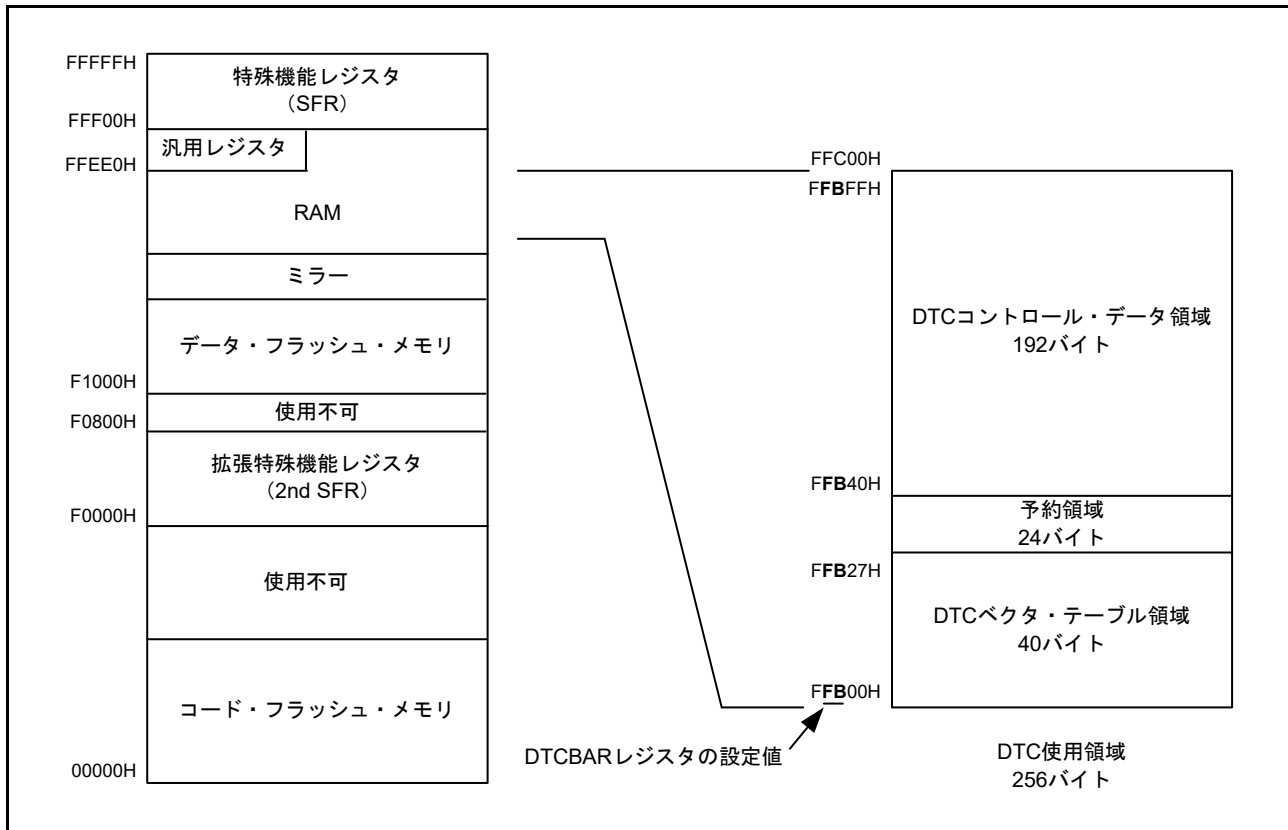 FFFFFH
特殊機能レジスタ
（SFR）
FFF00H
汎用レジスタ
FFEE0H
RAM
ミラー
データ・フラッシュ・メモリ
F1000H
使用不可
F0800H
拡張特殊機能レジスタ
（2nd SFR）
F0000H
使用不可
コード・フラッシュ・メモリ
00000H
FFC00H
FFBFFH
DTCコントロール・データ領域
192バイト
FFB40H
予約領域
24バイト
FFB27H
DTCベクタ・テーブル領域
40バイト
FFB00H
DTCBARレジスタの設定値
DTC使用領域
256バイト